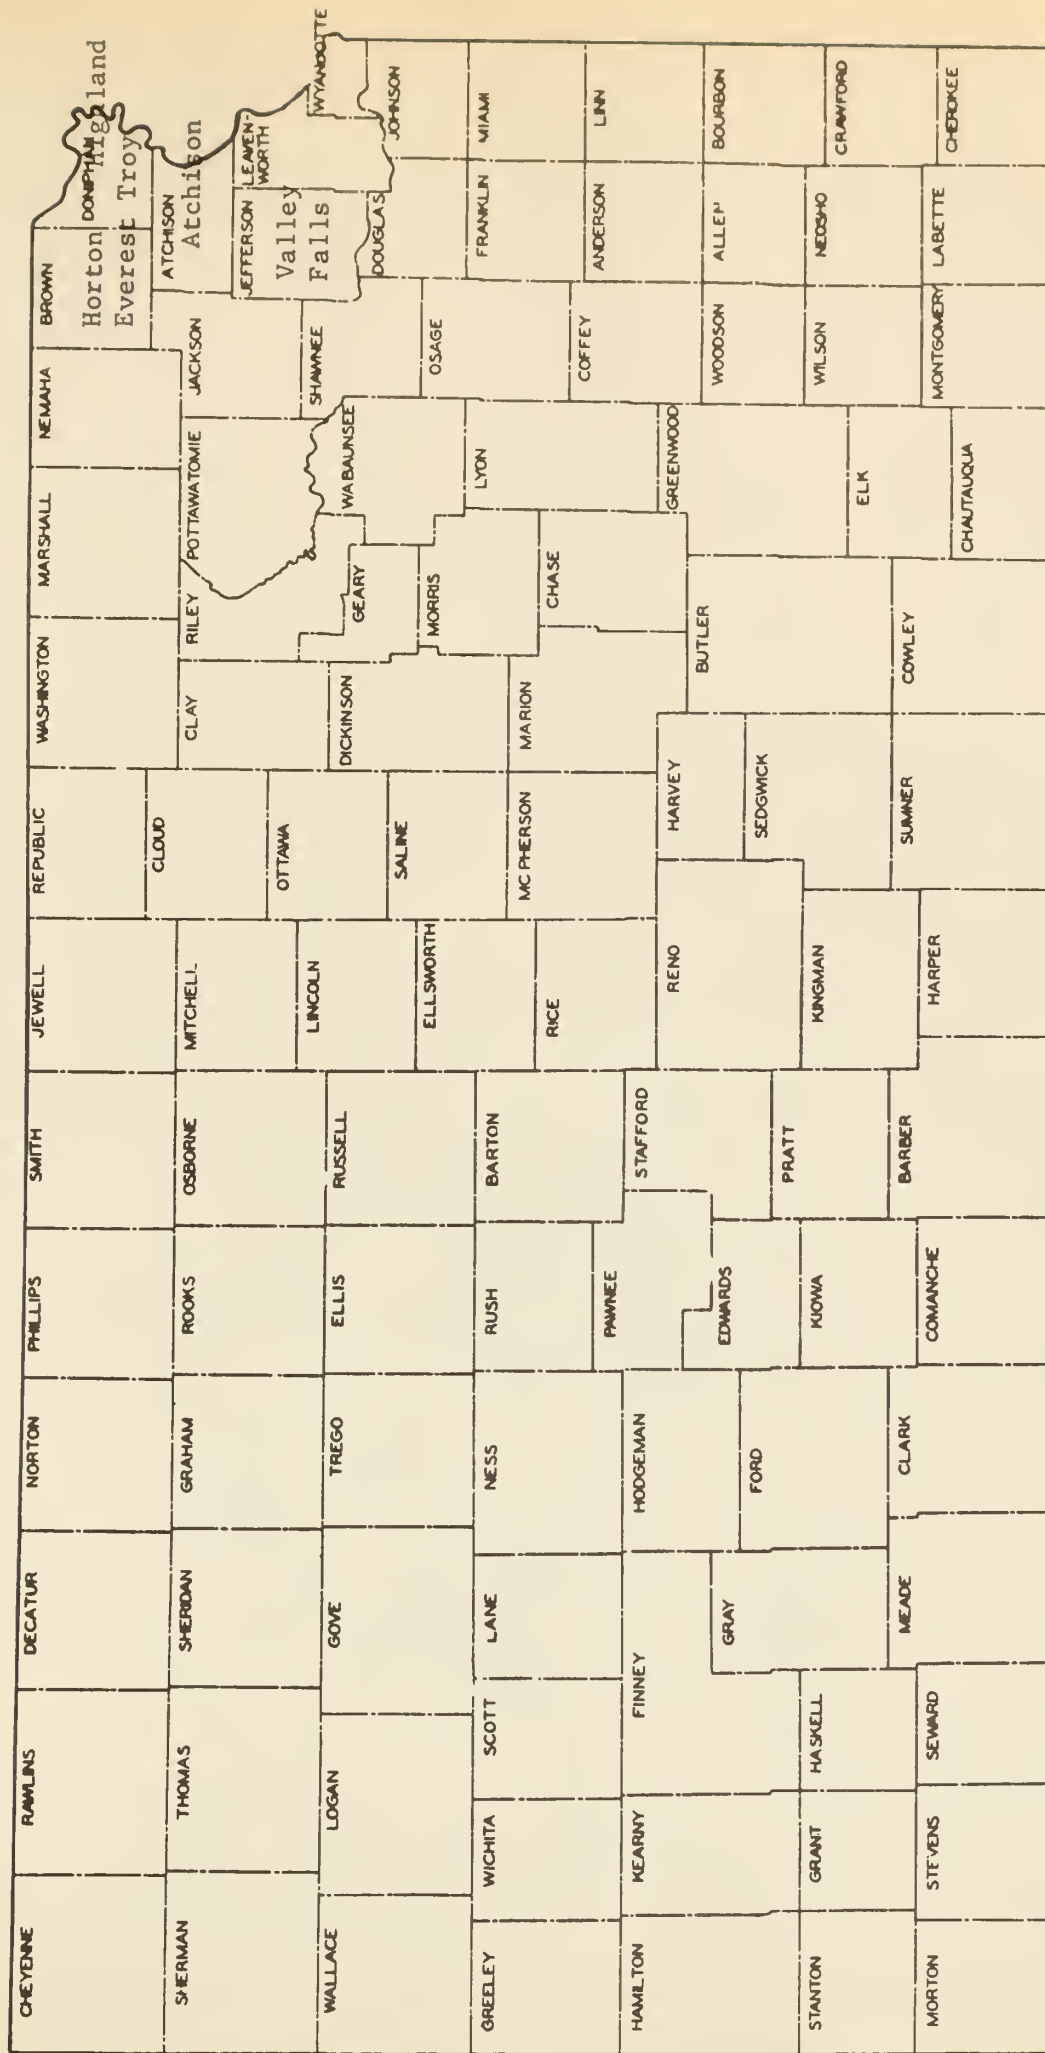 CHEYENNE
RAWLINS
DECATUR
NORTON
PHILLIPS
SMITH
JEWELL
REPUBLIC
WASHINGTON
MARSHALL
NEMAHA
BROWN
DONIPHAN
Horton Highland
Everest Troy
SHERMAN
THOMAS
SHERIDAN
GRAHAM
ROOKS
OSBORNE
MITCHELL
CLOUD
CLAY
RILEY
POTTAWATOMIE
JACKSON
ATCHISON
Atchison
WALLACE
LOGAN
GOVE
TREGO
ELLIS
RUSSELL
LINCOLN
OTTAWA
DICKINSON
GEARY
WABAUNSEE
SHAWNEE
JEFFERSON
LEAVEN-
WORTH
Valley
Falls
WYANDOTTE
GREELEY
WICHITA
SCOTT
LANE
NESS
RUSH
BARTON
ELLSWORTH
SALINE
MORRIS
OSAGE
DOUGLAS
JOHNSON
HAMILTON
KEARNY
FINNEY
HODGEMAN
PAWNEE
STAFFORD
RICE
MC PHERSON
MARION
CHASE
LYON
COFFEY
FRANKLIN
MIAMI
ANDERSON
LINN
STANTON
GRANT
HASKELL
GRAY
FORD
EDWARDS
KIOWA
PRATT
RENO
KINGMAN
HARVEY
SEDGWICK
BUTLER
GREENWOOD
WOODSON
ALLEN
BOURBON
WILSON
NEOSHO
CRAWFORD
MORTON
STEVENS
SEWARD
MEADE
CLARK
COMANCHE
BARBER
HARPER
SUMNER
COWLEY
ELK
CHAUTAUQUA
MONTGOMERY
LABETTE
CHEROKEE